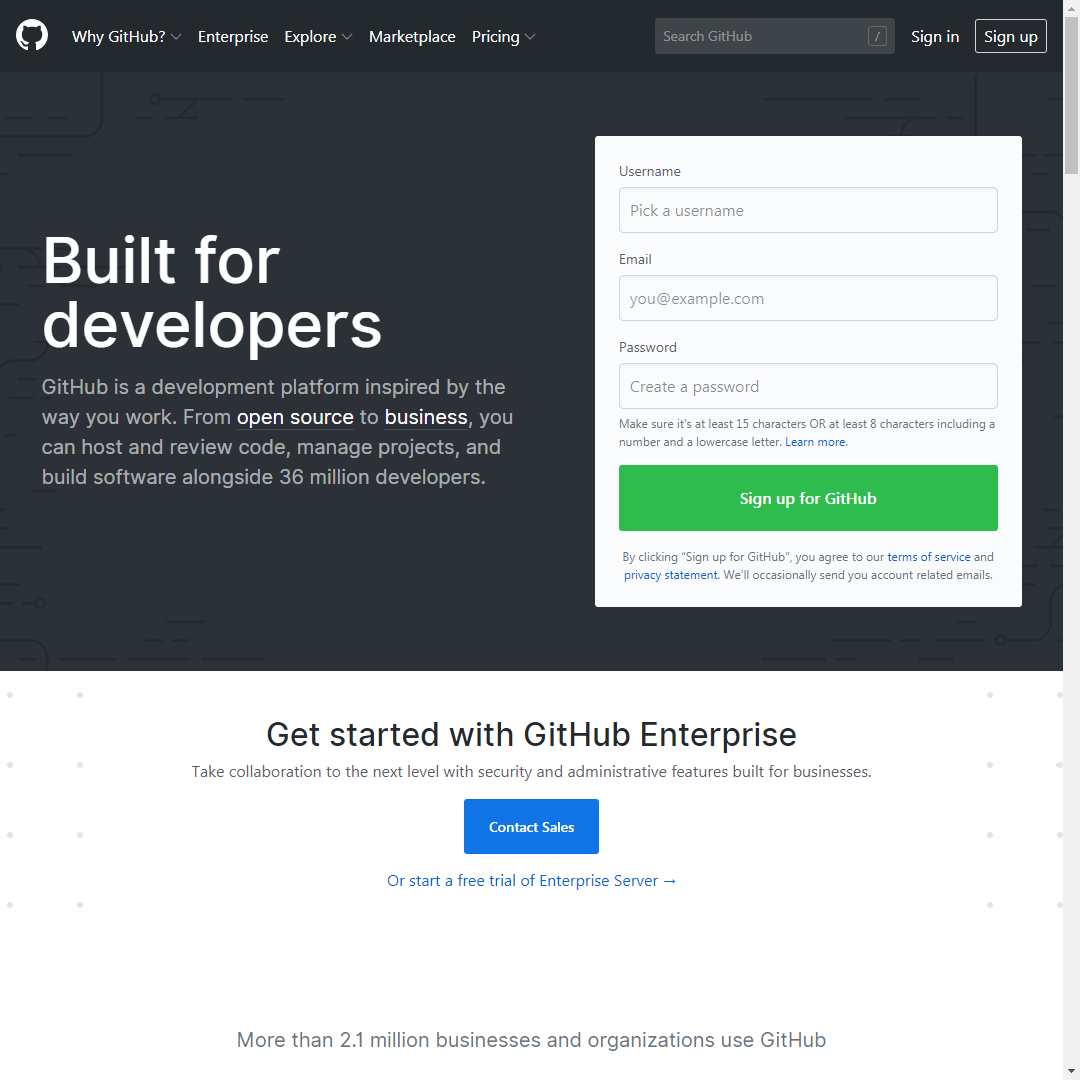 Why GitHub? Enterprise Explore Marketplace Pricing Search GitHub / Sign in Sign up
Built for
developers
GitHub is a development platform inspired by the
way you work. From open source to business, you
can host and review code, manage projects, and
build software alongside 36 million developers.
Username
Pick a username
Email
you@example.com
Password
Create a password
Make sure it's at least 15 characters OR at least 8 characters including a
number and a lowercase letter. Learn more.
Sign up for GitHub
By clicking “Sign up for GitHub”, you agree to our terms of service and
privacy statement. We’ll occasionally send you account related emails.
Get started with GitHub Enterprise
Take collaboration to the next level with security and administrative features built for businesses.
Contact Sales
Or start a free trial of Enterprise Server →
More than 2.1 million businesses and organizations use GitHub